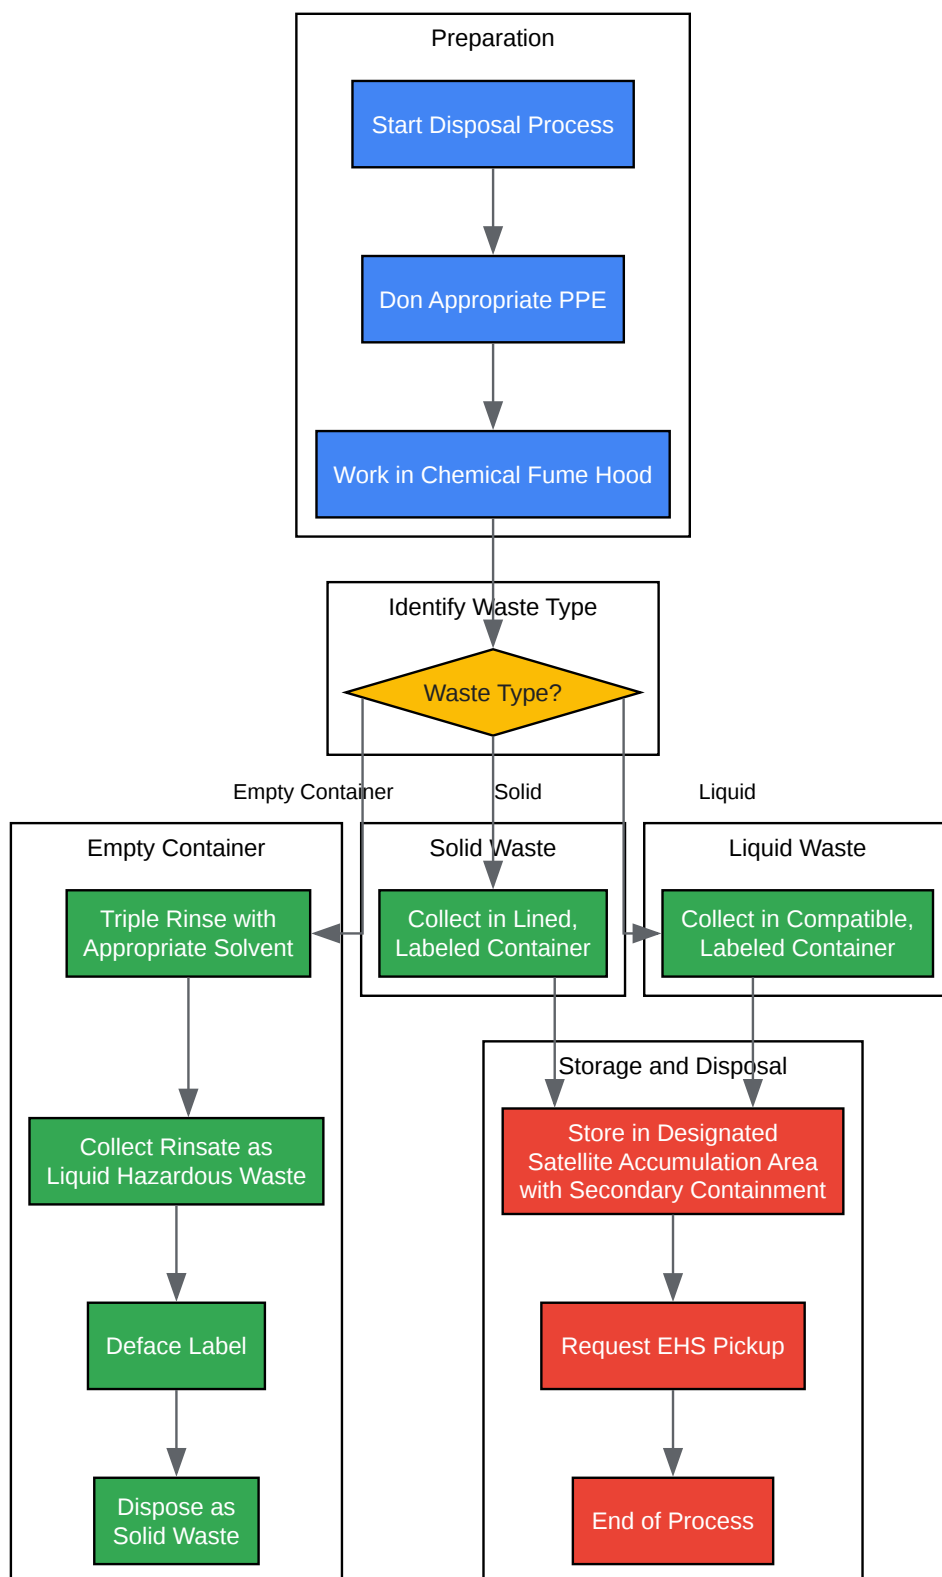 Preparation
Start Disposal Process
Don Appropriate PPE
Work in Chemical Fume Hood
Identify Waste Type
Waste Type?
Empty Container
Solid
Liquid
Empty Container
Solid Waste
Liquid Waste
Triple Rinse with
Appropriate Solvent
Collect in Lined,
Labeled Container
Collect in Compatible,
Labeled Container
Storage and Disposal
Collect Rinsate as
Liquid Hazardous Waste
Store in Designated
Satellite Accumulation Area
with Secondary Containment
Deface Label
Request EHS Pickup
Dispose as
Solid Waste
End of Process